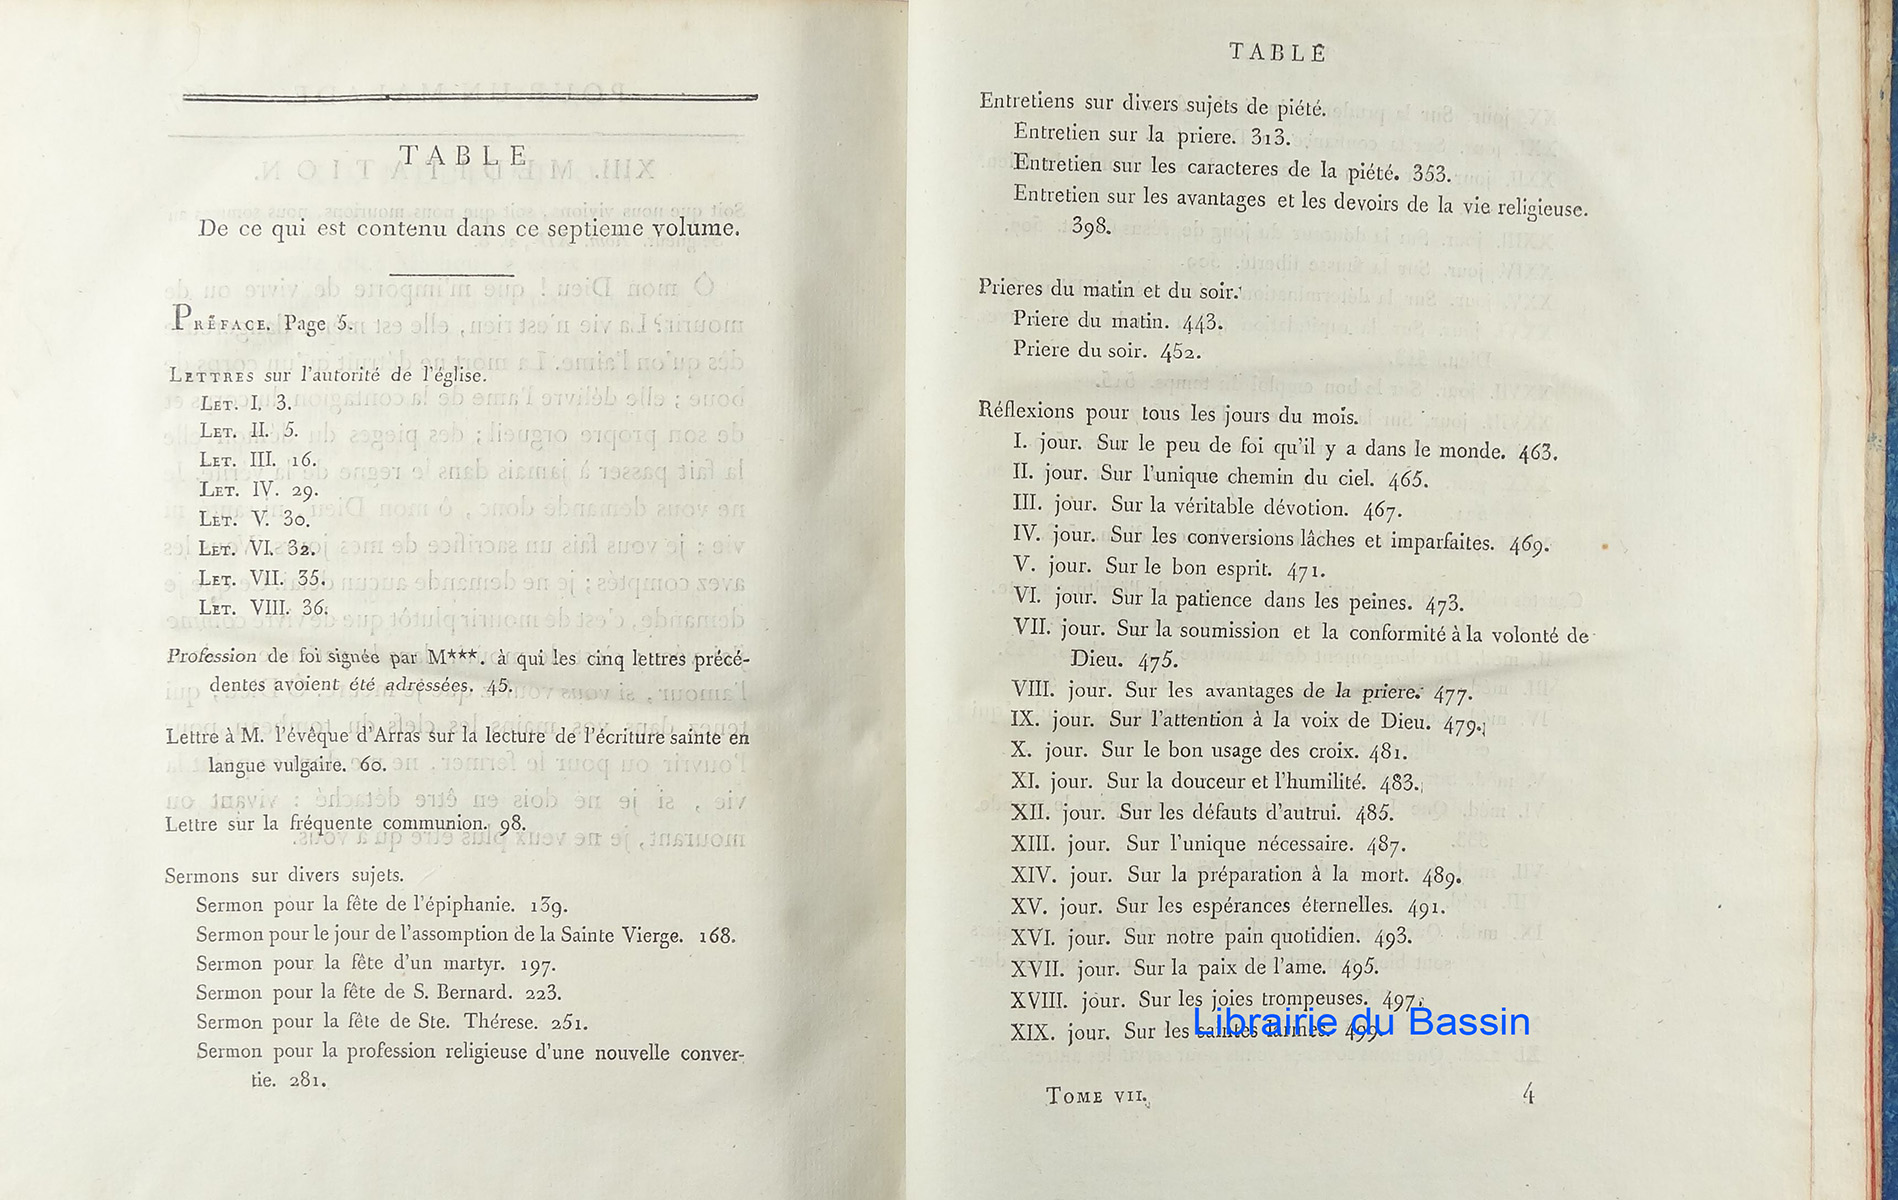 TABLE
De ce qui est contenu dans ce septieme volume.
PRÉFACE. Page 5.
LETTRES sur l'autorité de l'église.
LET. I. 3.
LET. II. 5.
LET. III. 16.
LET. IV. 29.
LET. V. 30.
LET. VI. 32.
LET. VII. 35.
LET. VIII. 36.
Profession de foi signée par M***. à qui les cinq lettres précé-
dentes avoient été adressées. 45.
Lettre à M. l'évêque d'Arras sur la lecture de l'écriture sainte en
langue vulgaire. 60.
Lettre sur la fréquente communion. 98.
Sermons sur divers sujets.
Sermon pour la fête de l'épiphanie. 139.
Sermon pour le jour de l'assomption de la Sainte Vierge. 168.
Sermon pour la fête d'un martyr. 197.
Sermon pour la fête de S. Bernard. 223.
Sermon pour la fête de Ste. Thérese. 251.
Sermon pour la profession religieuse d'une nouvelle conver-
tie. 281.
TABLE
Entretiens sur divers sujets de piété.
Entretien sur la priere. 313.
Entretien sur les caracteres de la piété. 353.
Entretien sur les avantages et les devoirs de la vie religieuse.
398.
Prieres du matin et du soir.
Priere du matin. 443.
Priere du soir. 452.
Réflexions pour tous les jours du mois.
I. jour. Sur le peu de foi qu'il y a dans le monde. 463.
II. jour. Sur l'unique chemin du ciel. 465.
III. jour. Sur la véritable dévotion. 467.
IV. jour. Sur les conversions lâches et imparfaites. 469.
V. jour. Sur le bon esprit. 471.
VI. jour. Sur la patience dans les peines. 473.
VII. jour. Sur la soumission et la conformité à la volonté de
Dieu. 475.
VIII. jour. Sur les avantages de la priere. 477.
IX. jour. Sur l'attention à la voix de Dieu. 479.
X. jour. Sur le bon usage des croix. 481.
XI. jour. Sur la douceur et l'humilité. 483.
XII. jour. Sur les défauts d'autrui. 485.
XIII. jour. Sur l'unique nécessaire. 487.
XIV. jour. Sur la préparation à la mort. 489.
XV. jour. Sur les espérances éternelles. 491.
XVI. jour. Sur notre pain quotidien. 493.
XVII. jour. Sur la paix de l'ame. 495.
XVIII. jour. Sur les joies trompeuses. 497.
XIX. jour. Sur les saintes larmes. 499.
Librairie du Bassin
TOME VII. 4